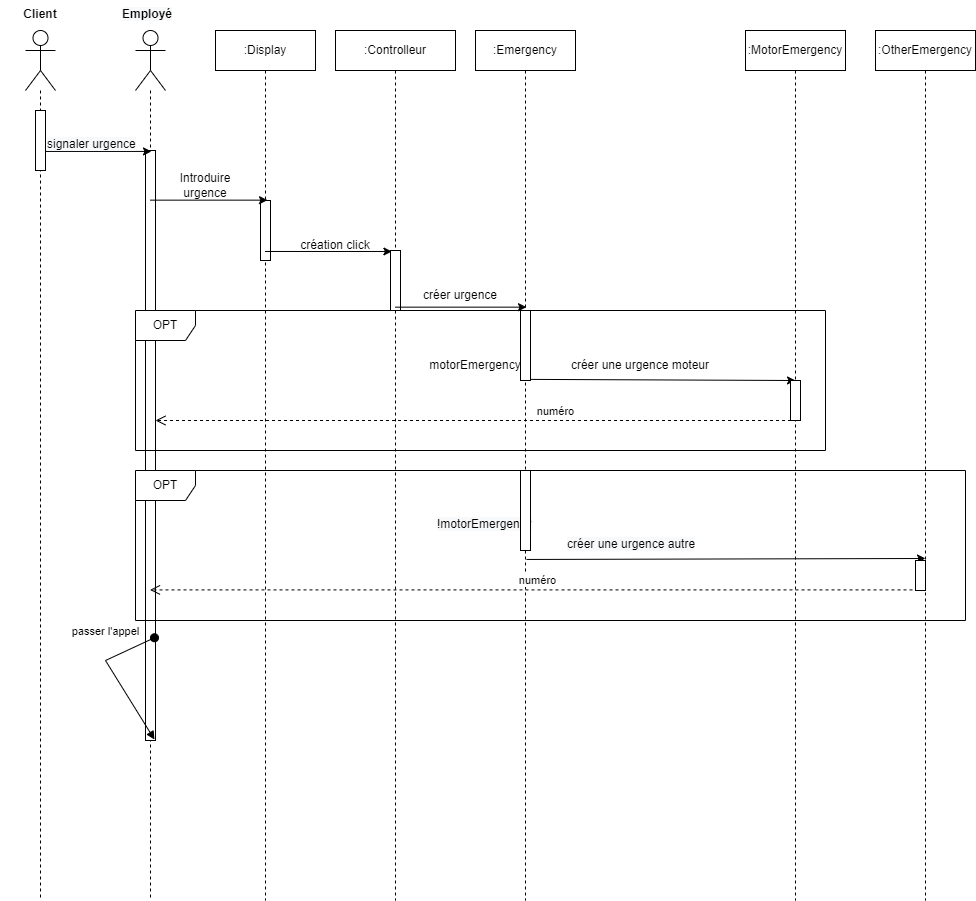 Client
Employé
:Display
:Controlleur
:Emergency
:MotorEmergency
:OtherEmergency
signaler urgence
Introduire
urgence
création click
créer urgence
OPT
motorEmergency
créer une urgence moteur
numéro
OPT
!motorEmergen
créer une urgence autre
numéro
passer l'appel